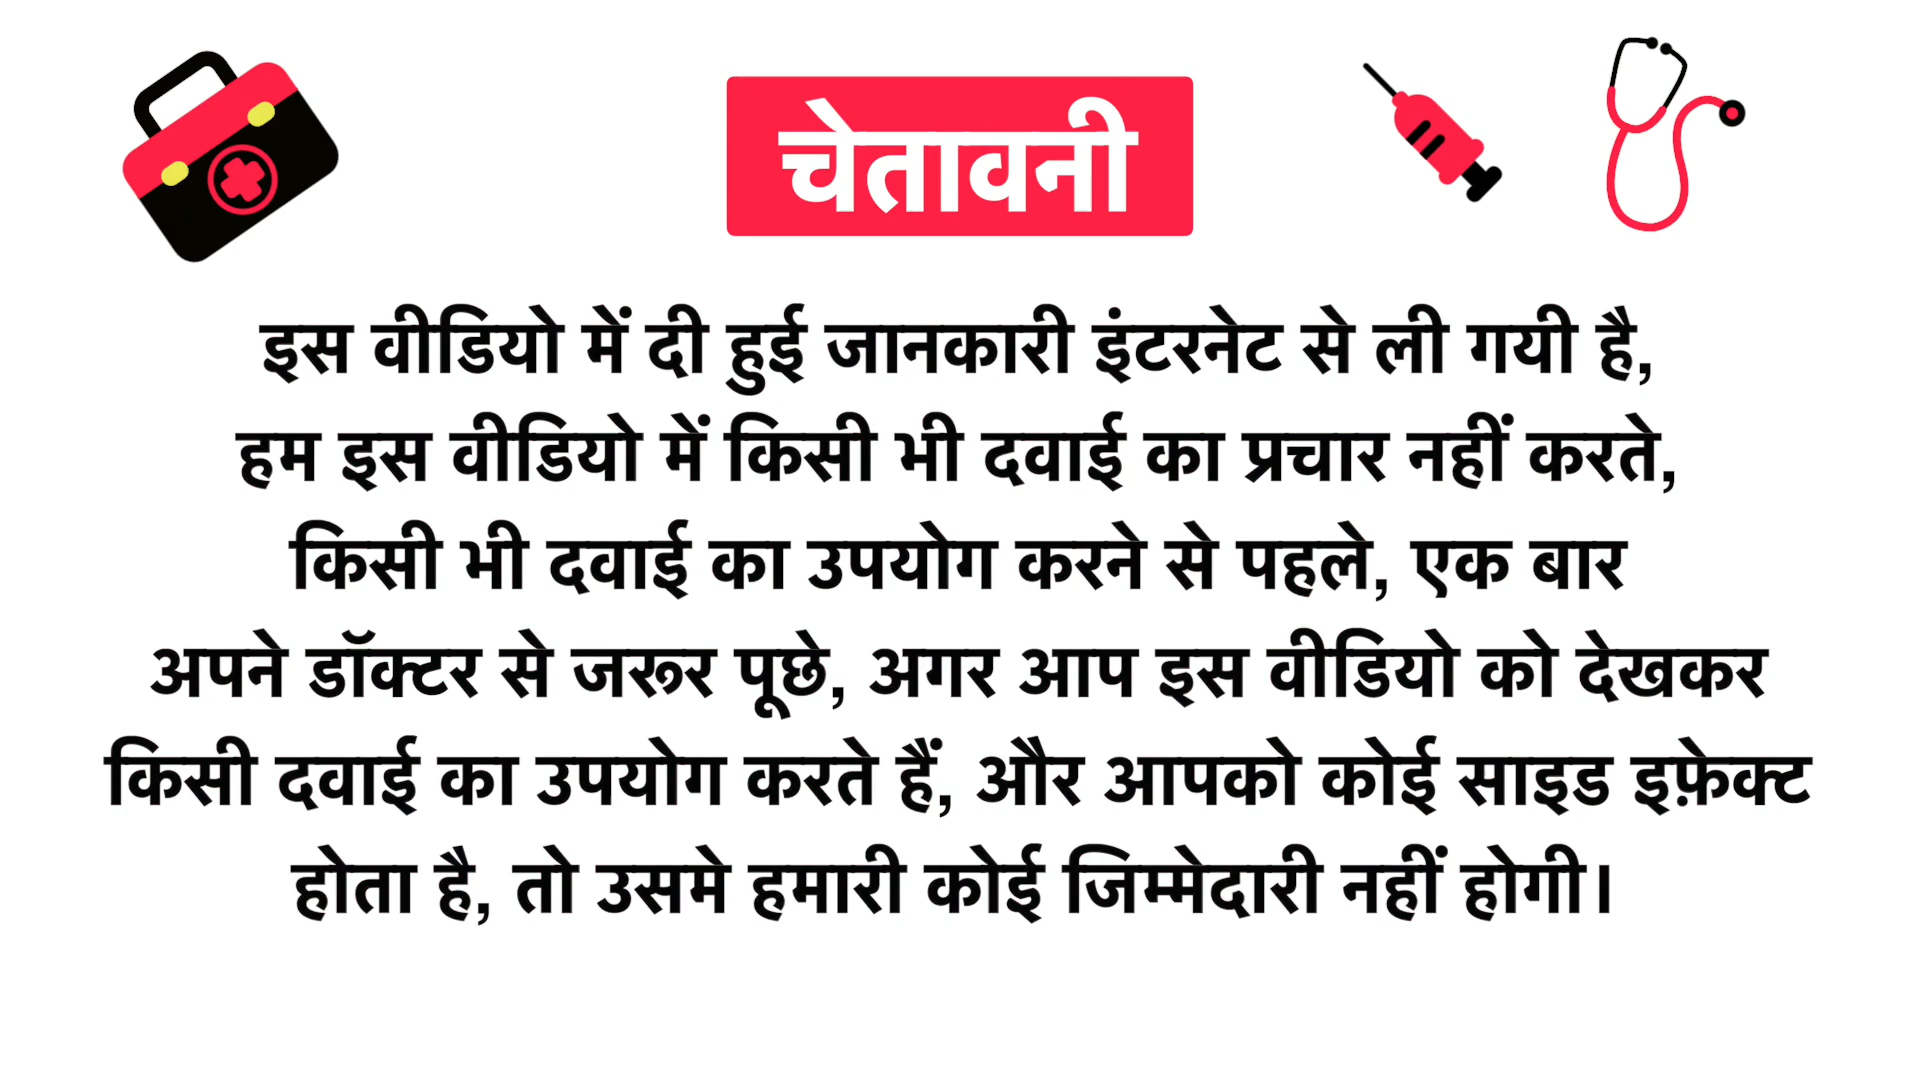 चेतावनी
इस वीडियो में दी हुई जानकारी इंटरनेट से ली गयी है,
हम इस वीडियो में किसी भी दवाई का प्रचार नहीं करते,
किसी भी दवाई का उपयोग करने से पहले, एक बार
अपने डॉक्टर से जरूर पूछे, अगर आप इस वीडियो को देखकर
किसी दवाई का उपयोग करते हैं, और आपको कोई साइड इफ़ेक्ट
होता है, तो उसमे हमारी कोई जिम्मेदारी नहीं होगी।